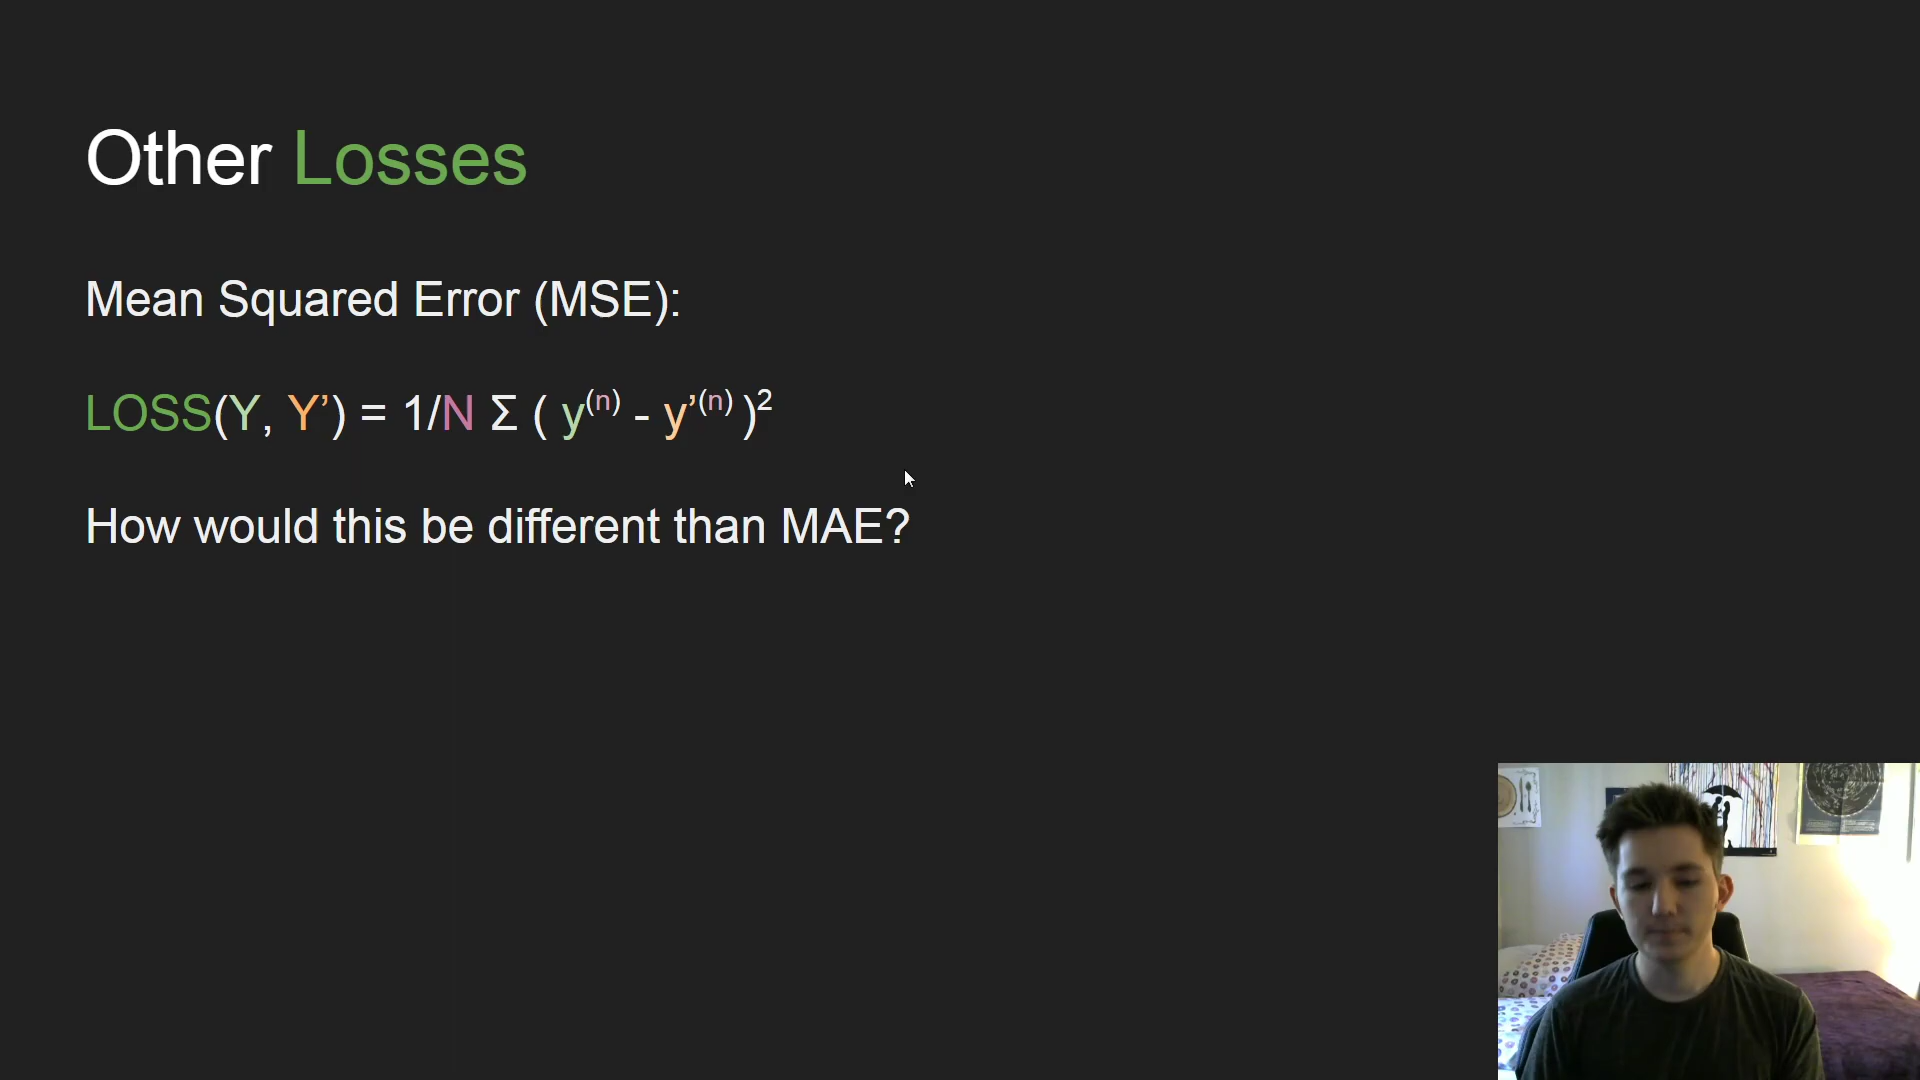 Other Losses
Mean Squared Error (MSE):
LOSS(Y, Y’) = 1/N Σ ( y⁽ⁿ⁾ - y’⁽ⁿ⁾ )²
How would this be different than MAE?